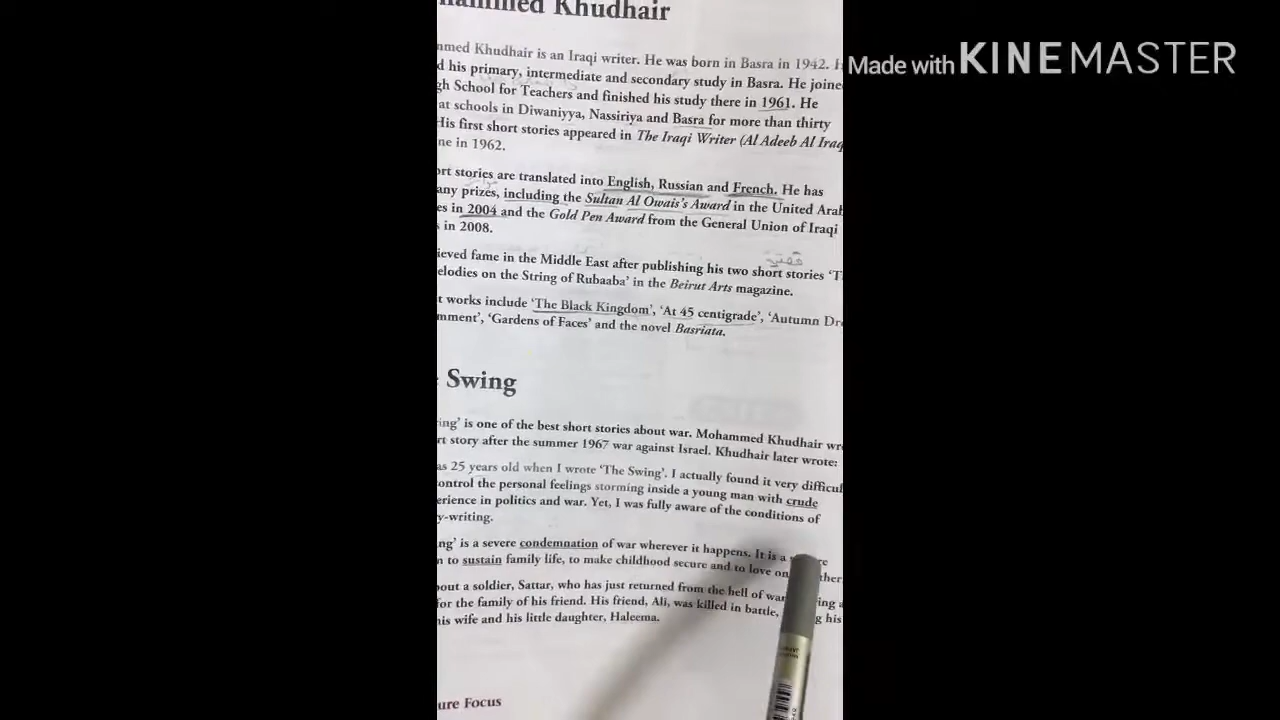 Made with KINEMASTER
Khudhair
med Khudhair is an Iraqi writer. He was born in Basra in 1942. H
d his primary, intermediate and secondary study in Basra. He joine
gh School for Teachers and finished his study there in 1961. He
at schools in Diwaniyya, Nassiriya and Basra for more than thirty
His first short stories appeared in The Iraqi Writer (Al Adeeb Al Iraq
ne in 1962.
ort stories are translated into English, Russian and French. He has
any prizes, including the Sultan Al Owais's Award in the United Arab
es in 2004 and the Gold Pen Award from the General Union of Iraqi
s in 2008.
ieved fame in the Middle East after publishing his two short stories 'T
elodies on the String of Rubaaba' in the Beirut Arts magazine.
t works include 'The Black Kingdom', 'At 45 centigrade', 'Autumn Dre
mment', 'Gardens of Faces' and the novel Basriata.
Swing
ing' is one of the best short stories about war. Mohammed Khudhair wr
rt story after the summer 1967 war against Israel. Khudhair later wrote:
as 25 years old when I wrote 'The Swing'. I actually found it very difficul
ontrol the personal feelings storming inside a young man with crude
erience in politics and war. Yet, I was fully aware of the conditions of
y-writing.
ng' is a severe condemnation of war wherever it happens. It is a
n to sustain family life, to make childhood secure and to love on ther.
bout a soldier, Sattar, who has just returned from the hell of war ing a
for the family of his friend. His friend, Ali, was killed in battle, g his
his wife and his little daughter, Haleema.
ure Focus